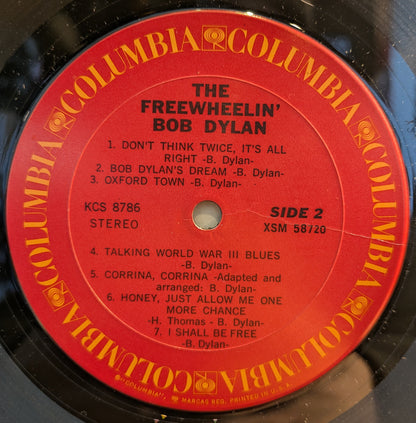 COLUMBIA COLUMBIA COLUMBIA COLUMBIA COLUMBIA COLUMBIA
THE
FREEWHEELIN'
BOB DYLAN
1. DON'T THINK TWICE, IT'S ALL
RIGHT -B. Dylan-
2. BOB DYLAN'S DREAM -B. Dylan-
3. OXFORD TOWN -B. Dylan-
KCS 8786
STEREO
SIDE 2
XSM 58720
4. TALKING WORLD WAR III BLUES
-B. Dylan-
5. CORRINA, CORRINA -Adapted and
arranged: B. Dylan-
6. HONEY, JUST ALLOW ME ONE
MORE CHANCE
-H. Thomas - B. Dylan-
7. I SHALL BE FREE
-B. Dylan-
"COLUMBIA", MARCAS REG. PRINTED IN U.S.A.